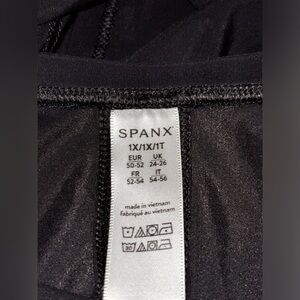 SPANX
1X/1X/1T
EUR UK
50-52 24-26
FR IT
52-54 54-56
made in vietnam
fabriqué au vietnam